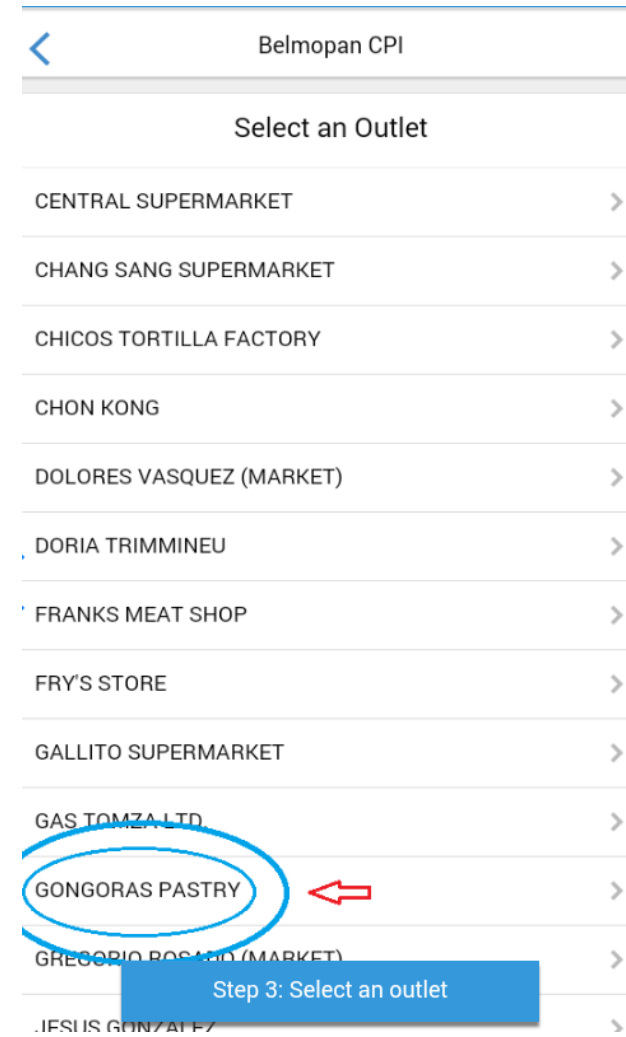 Belmopan CPI
Select an Outlet
CENTRAL SUPERMARKET
CHANG SANG SUPERMARKET
CHICOS TORTILLA FACTORY
CHON KONG
DOLORES VASQUEZ (MARKET)
DORIA TRIMMINEU
FRANKS MEAT SHOP
FRY'S STORE
GALLITO SUPERMARKET
GAS TOMZA LTD.
GONGORAS PASTRY
GREGORIO ROSADO (MARKET)
Step 3: Select an outlet
JESUS GONZALEZ